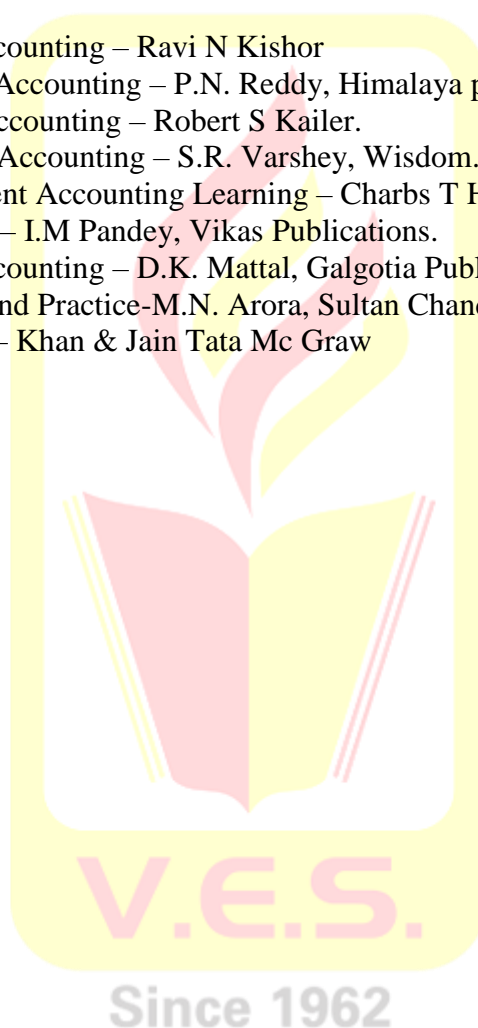 counting – Ravi N Kishor
Accounting – P.N. Reddy, Himalaya p
ccounting – Robert S Kailer.
Accounting – S.R. Varshey, Wisdom.
ent Accounting Learning – Charbs T H
– I.M Pandey, Vikas Publications.
counting – D.K. Mattal, Galgotia Publ
nd Practice-M.N. Arora, Sultan Chand
– Khan & Jain Tata Mc Graw
V.E.S.
Since 1962